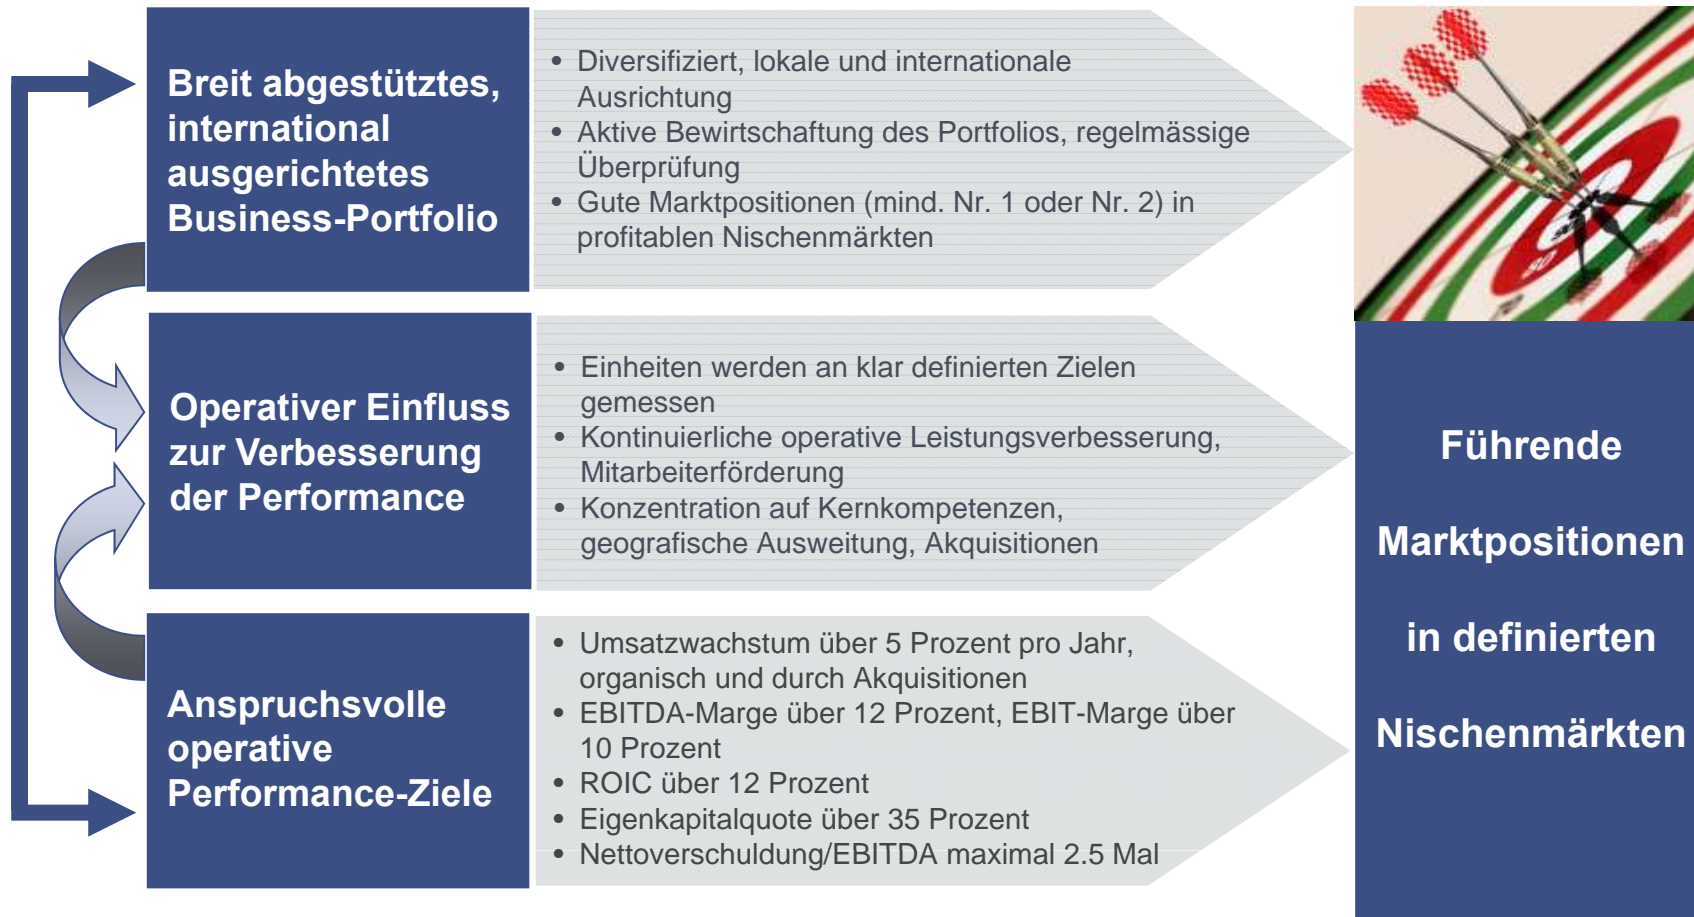 Breit abgestütztes,
international
ausgerichtetes
Business-Portfolio
• Diversifiziert, lokale und internationale
Ausrichtung
• Aktive Bewirtschaftung des Portfolios, regelmässige
Überprüfung
• Gute Marktpositionen (mind. Nr. 1 oder Nr. 2) in
profitablen Nischenmärkten
Operativer Einfluss
zur Verbesserung
der Performance
• Einheiten werden an klar definierten Zielen
gemessen
• Kontinuierliche operative Leistungsverbesserung,
Mitarbeiterförderung
• Konzentration auf Kernkompetenzen,
geografische Ausweitung, Akquisitionen
Anspruchsvolle
operative
Performance-Ziele
• Umsatzwachstum über 5 Prozent pro Jahr,
organisch und durch Akquisitionen
• EBITDA-Marge über 12 Prozent, EBIT-Marge über
10 Prozent
• ROIC über 12 Prozent
• Eigenkapitalquote über 35 Prozent
• Nettoverschuldung/EBITDA maximal 2.5 Mal
Führende
Marktpositionen
in definierten
Nischenmärkten